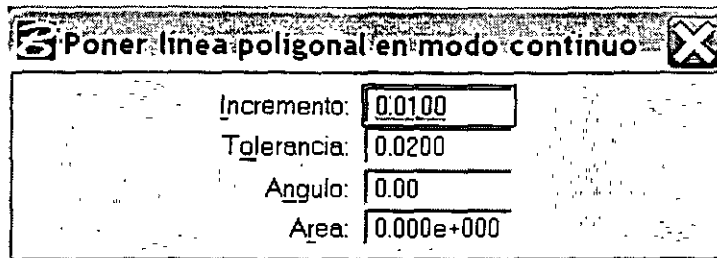 Poner línea poligonal en modo continuo
Incremento: 0.0100
Tolerancia: 0.0200
Angulo: 0.00
Area: 0.000e+000